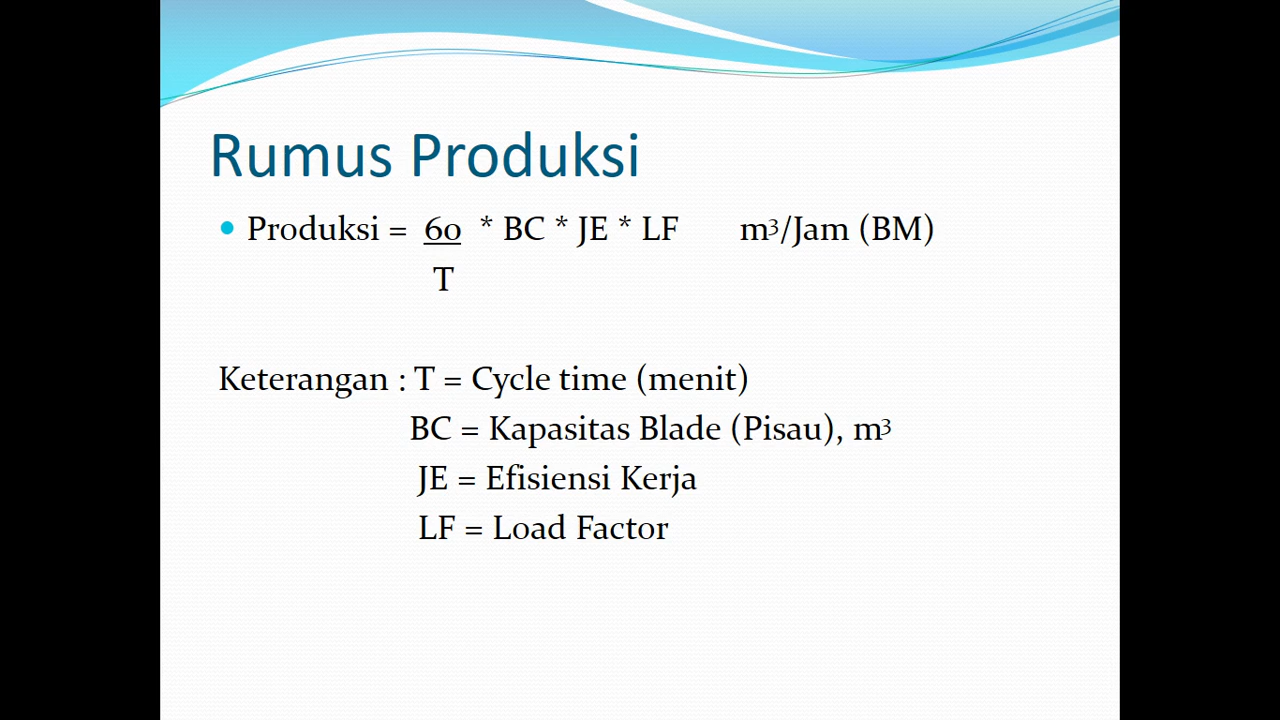 Rumus Produksi
Produksi = 60 * BC * JE * LF m³/Jam (BM)
T
Keterangan : T = Cycle time (menit)
BC = Kapasitas Blade (Pisau), m³
JE = Efisiensi Kerja
LF = Load Factor